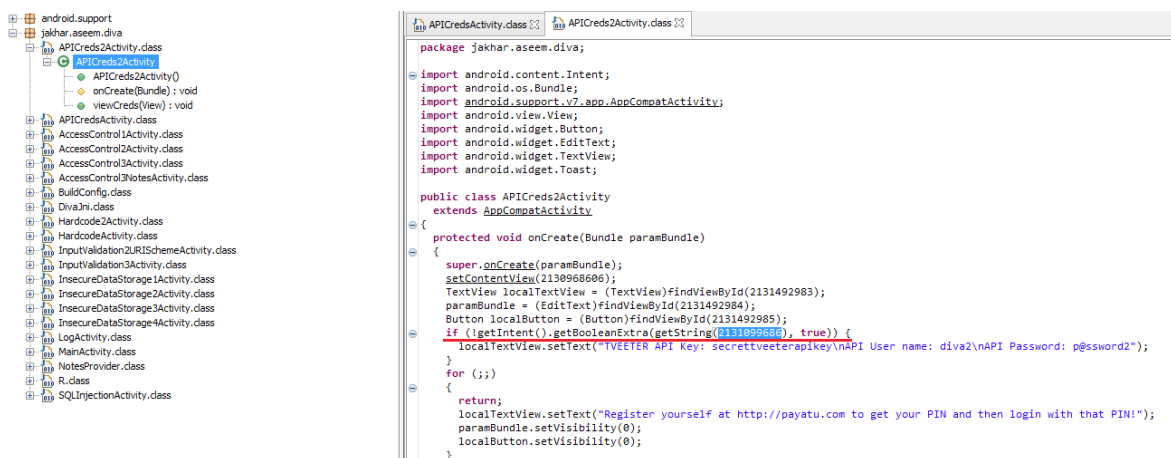 android.support
jakhar.aseem.diva
APICreds2Activity.class
APICreds2Activity
APICreds2Activity()
onCreate(Bundle) : void
viewCreds(View) : void
APICredsActivity.class
AccessControl1Activity.class
AccessControl2Activity.class
AccessControl3Activity.class
AccessControl3NotesActivity.class
BuildConfig.class
DivaJni.class
Hardcode2Activity.class
HardcodeActivity.class
InputValidation2URISchemeActivity.class
InputValidation3Activity.class
InsecureDataStorage1Activity.class
InsecureDataStorage2Activity.class
InsecureDataStorage3Activity.class
InsecureDataStorage4Activity.class
LogActivity.class
MainActivity.class
NotesProvider.class
R.class
SQLInjectionActivity.class
APICredsActivity.class
APICreds2Activity.class
package jakhar.aseem.diva;
import android.content.Intent;
import android.os.Bundle;
import android.support.v7.app.AppCompatActivity;
import android.view.View;
import android.widget.Button;
import android.widget.EditText;
import android.widget.TextView;
import android.widget.Toast;
public class APICreds2Activity
extends AppCompatActivity
{
protected void onCreate(Bundle paramBundle)
{
super.onCreate(paramBundle);
setContentView(2130968606);
TextView localTextView = (TextView)findViewById(2131492983);
paramBundle = (EditText)findViewById(2131492984);
Button localButton = (Button)findViewById(2131492985);
if (!getIntent().getBooleanExtra(getString(2131099686), true)) {
localTextView.setText("TVEETER API Key: secrettveeterapikey\nAPI User name: diva2\nAPI Password: p@ssword2");
}
for (;;)
{
return;
localTextView.setText("Register yourself at http://payatu.com to get your PIN and then login with that PIN!");
paramBundle.setVisibility(0);
localButton.setVisibility(0);
}